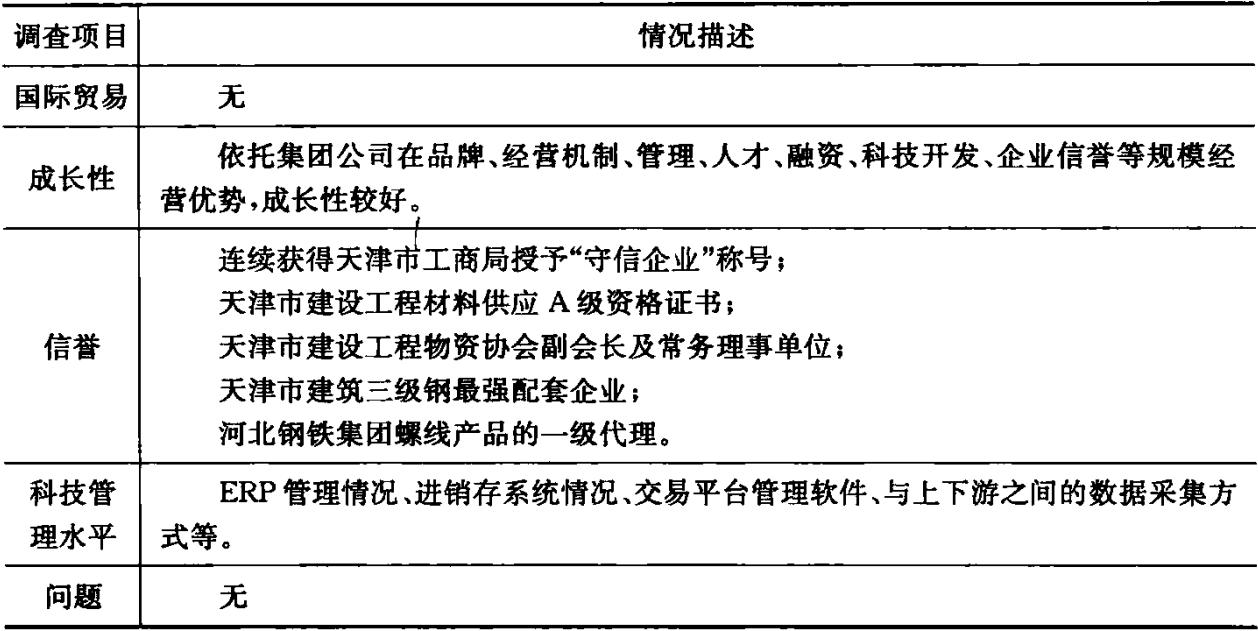 调查项目 情况描述
国际贸易 无
成长性 依托集团公司在品牌、经营机制、管理、人才、融资、科技开发、企业信誉等规模经
营优势,成长性较好。
信誉 连续获得天津市工商局授予“守信企业”称号;
天津市建设工程材料供应 A 级资格证书;
天津市建设工程物资协会副会长及常务理事单位;
天津市建筑三级钢最强配套企业;
河北钢铁集团螺线产品的一级代理。
科技管
理水平
ERP 管理情况、进销存系统情况、交易平台管理软件、与上下游之间的数据采集方
式等。
问题 无